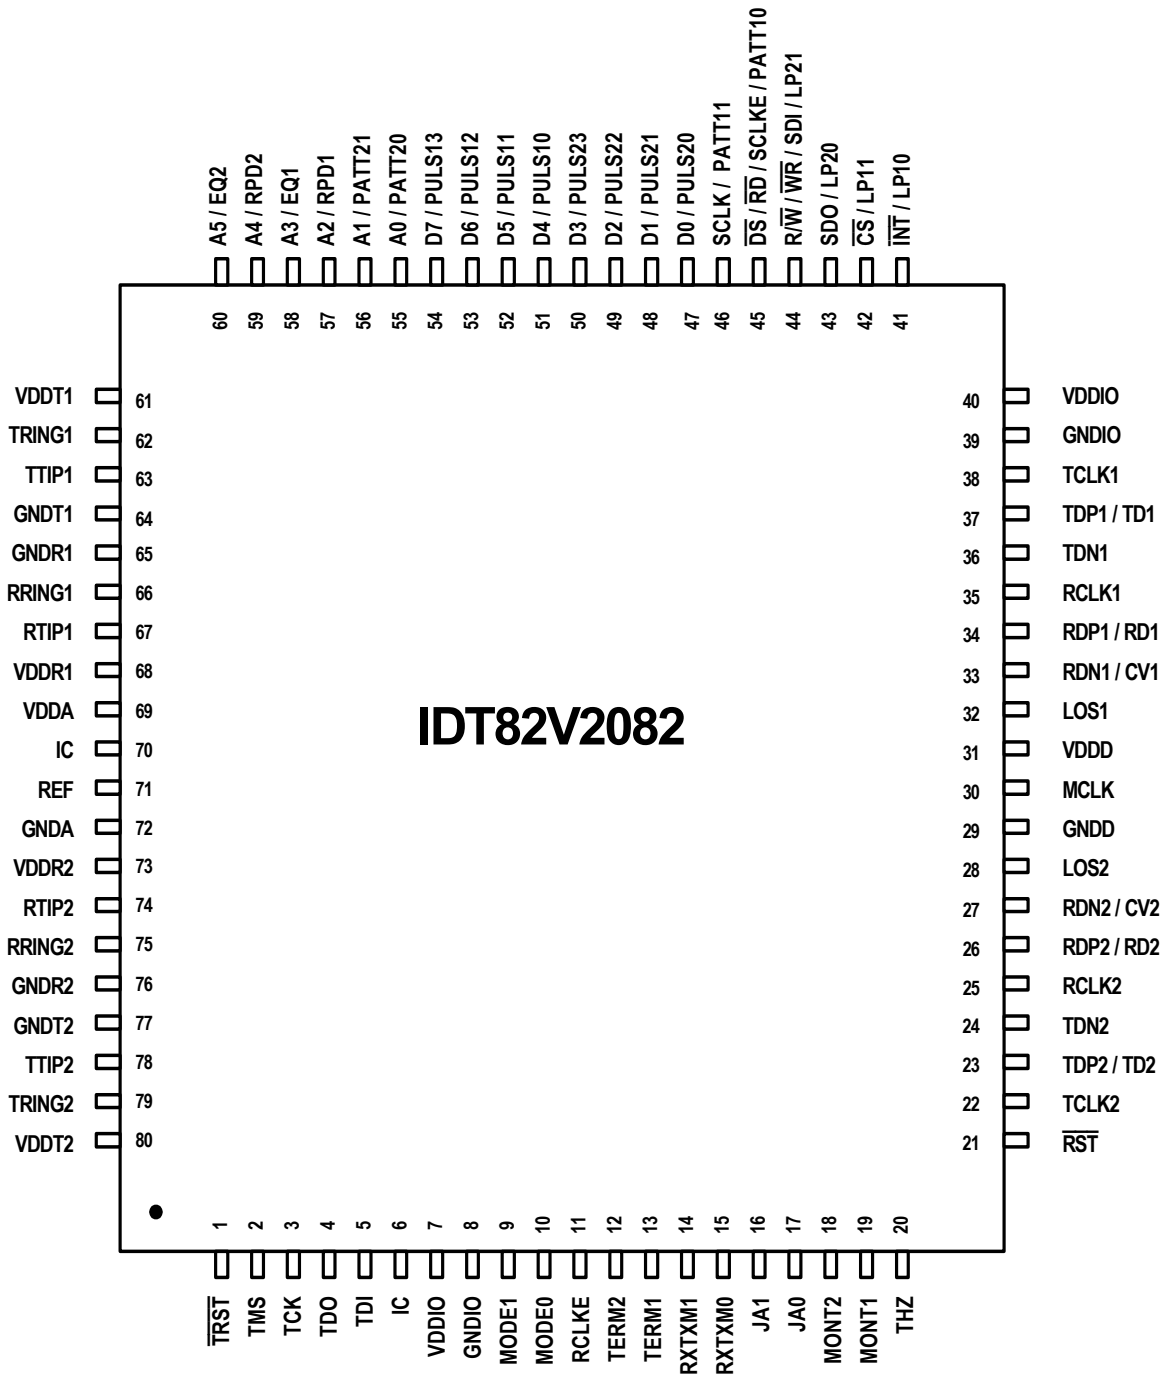 A5 / EQ2
A4 / RPD2
A3 / EQ1
A2 / RPD1
A1 / PATT21
A0 / PATT20
D7 / PULS13
D6 / PULS12
D5 / PULS11
D4 / PULS10
D3 / PULS23
D2 / PULS22
D1 / PULS21
D0 / PULS20
SCLK / PATT11
D̅S̅ / R̅D̅ / SCLKE / PATT10
R/W̅ / W̅R̅ / SDI / LP21
SDO / LP20
C̅S̅ / LP11
I̅N̅T̅ / LP10
60
59
58
57
56
55
54
53
52
51
50
49
48
47
46
45
44
43
42
41
VDDT1 61
TRING1 62
TTIP1 63
GNDT1 64
GNDR1 65
RRING1 66
RTIP1 67
VDDR1 68
VDDA 69
IC 70
REF 71
GNDA 72
VDDR2 73
RTIP2 74
RRING2 75
GNDR2 76
GNDT2 77
TTIP2 78
TRING2 79
VDDT2 80
IDT82V2082
40 VDDIO
39 GNDIO
38 TCLK1
37 TDP1 / TD1
36 TDN1
35 RCLK1
34 RDP1 / RD1
33 RDN1 / CV1
32 LOS1
31 VDDD
30 MCLK
29 GNDD
28 LOS2
27 RDN2 / CV2
26 RDP2 / RD2
25 RCLK2
24 TDN2
23 TDP2 / TD2
22 TCLK2
21 R̅S̅T̅
1
2
3
4
5
6
7
8
9
10
11
12
13
14
15
16
17
18
19
20
T̅R̅S̅T̅
TMS
TCK
TDO
TDI
IC
VDDIO
GNDIO
MODE1
MODE0
RCLKE
TERM2
TERM1
RXTXM1
RXTXM0
JA1
JA0
MONT2
MONT1
THZ